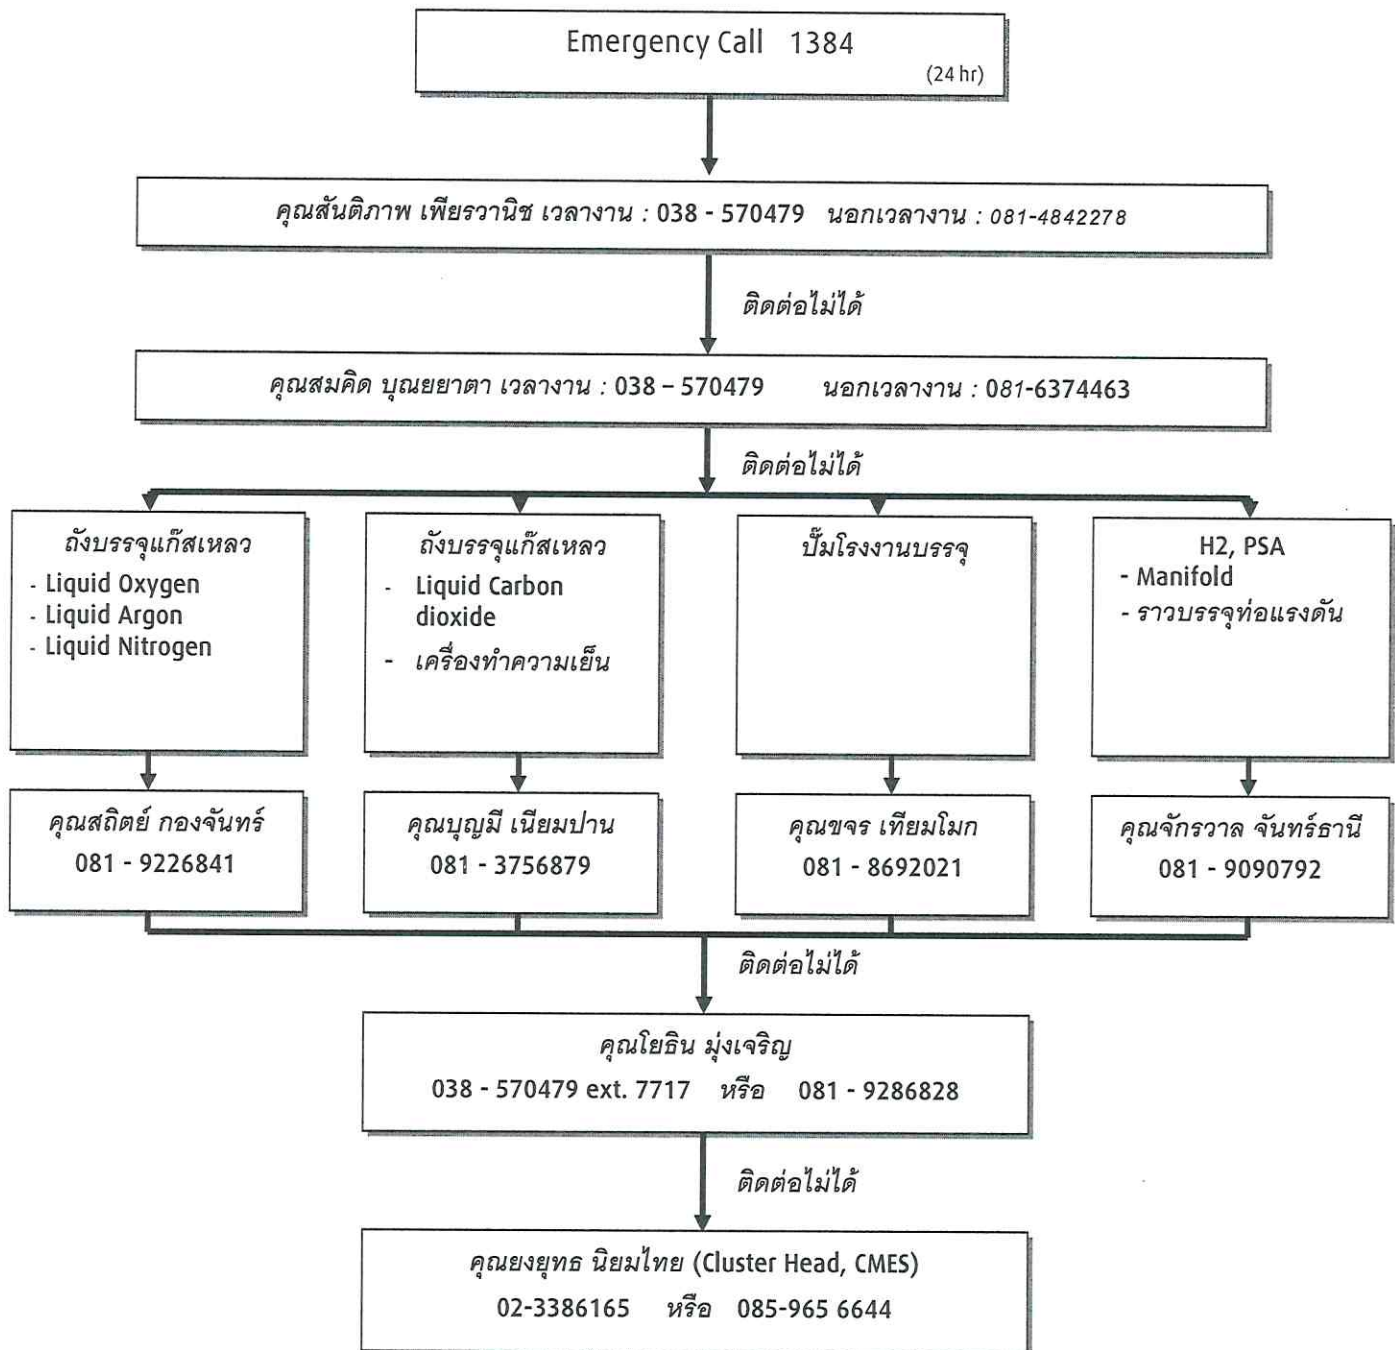 Emergency Call 1384
(24 hr)
คุณสันติภาพ เพียรวานิช เวลางาน : 038 - 570479 นอกเวลางาน : 081-4842278
ติดต่อไม่ได้
คุณสมคิด บุณยยาตา เวลางาน : 038 – 570479 นอกเวลางาน : 081-6374463
ติดต่อไม่ได้
ถังบรรจุแก๊สเหลว
- Liquid Oxygen
- Liquid Argon
- Liquid Nitrogen
ถังบรรจุแก๊สเหลว
- Liquid Carbon
dioxide
- เครื่องทำความเย็น
ปั๊มโรงงานบรรจุ
H2, PSA
- Manifold
- ราวบรรจุท่อแรงดัน
คุณสถิตย์ กองจันทร์
081 - 9226841
คุณบุญมี เนียมปาน
081 - 3756879
คุณขจร เทียมโมก
081 - 8692021
คุณจักรวาล จันทร์ธานี
081 - 9090792
ติดต่อไม่ได้
คุณโยธิน มุ่งเจริญ
038 - 570479 ext. 7717 หรือ 081 - 9286828
ติดต่อไม่ได้
คุณยงยุทธ นิยมไทย (Cluster Head, CMES)
02-3386165 หรือ 085-965 6644